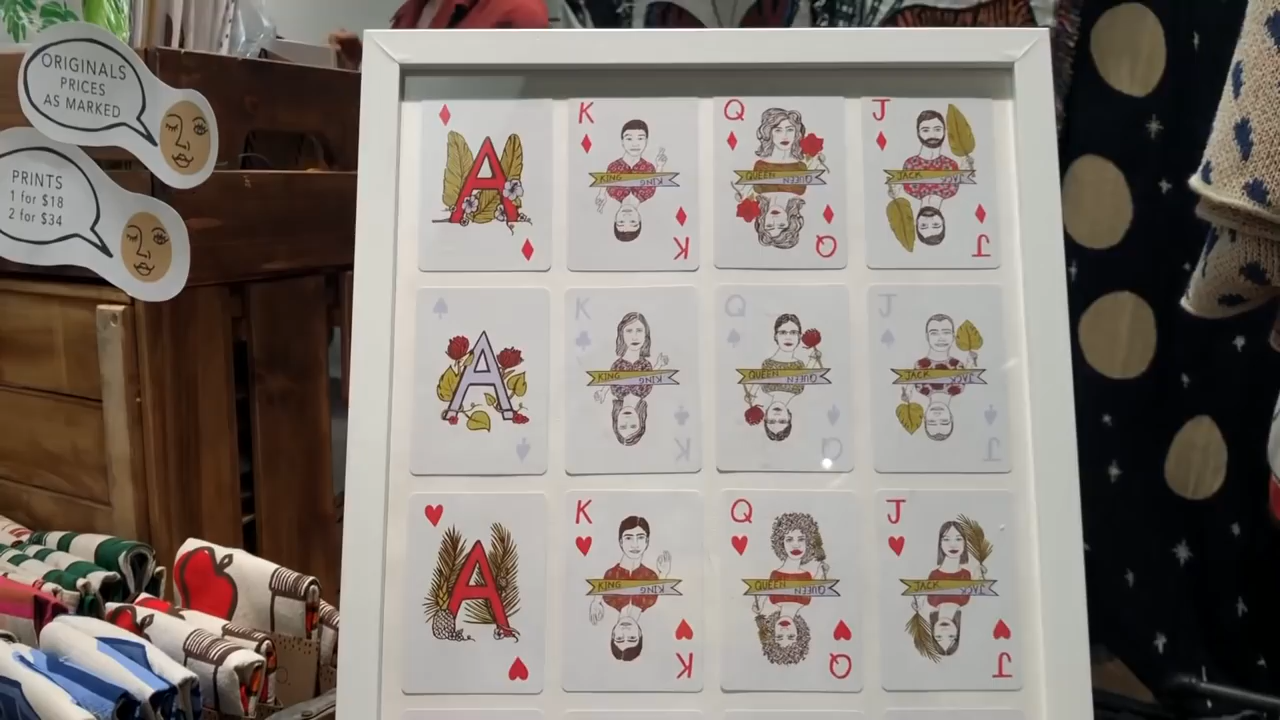 ORIGINALS
PRICES
AS MARKED
PRINTS
1 for $18
2 for $34
A
K
KING
KING
K
Q
QUEEN
QUEEN
Q
J
JACK
JACK
J
A
K
KING
KING
K
Q
QUEEN
QUEEN
Q
J
JACK
JACK
J
A
K
KING
KING
K
Q
QUEEN
QUEEN
Q
J
JACK
JACK
J